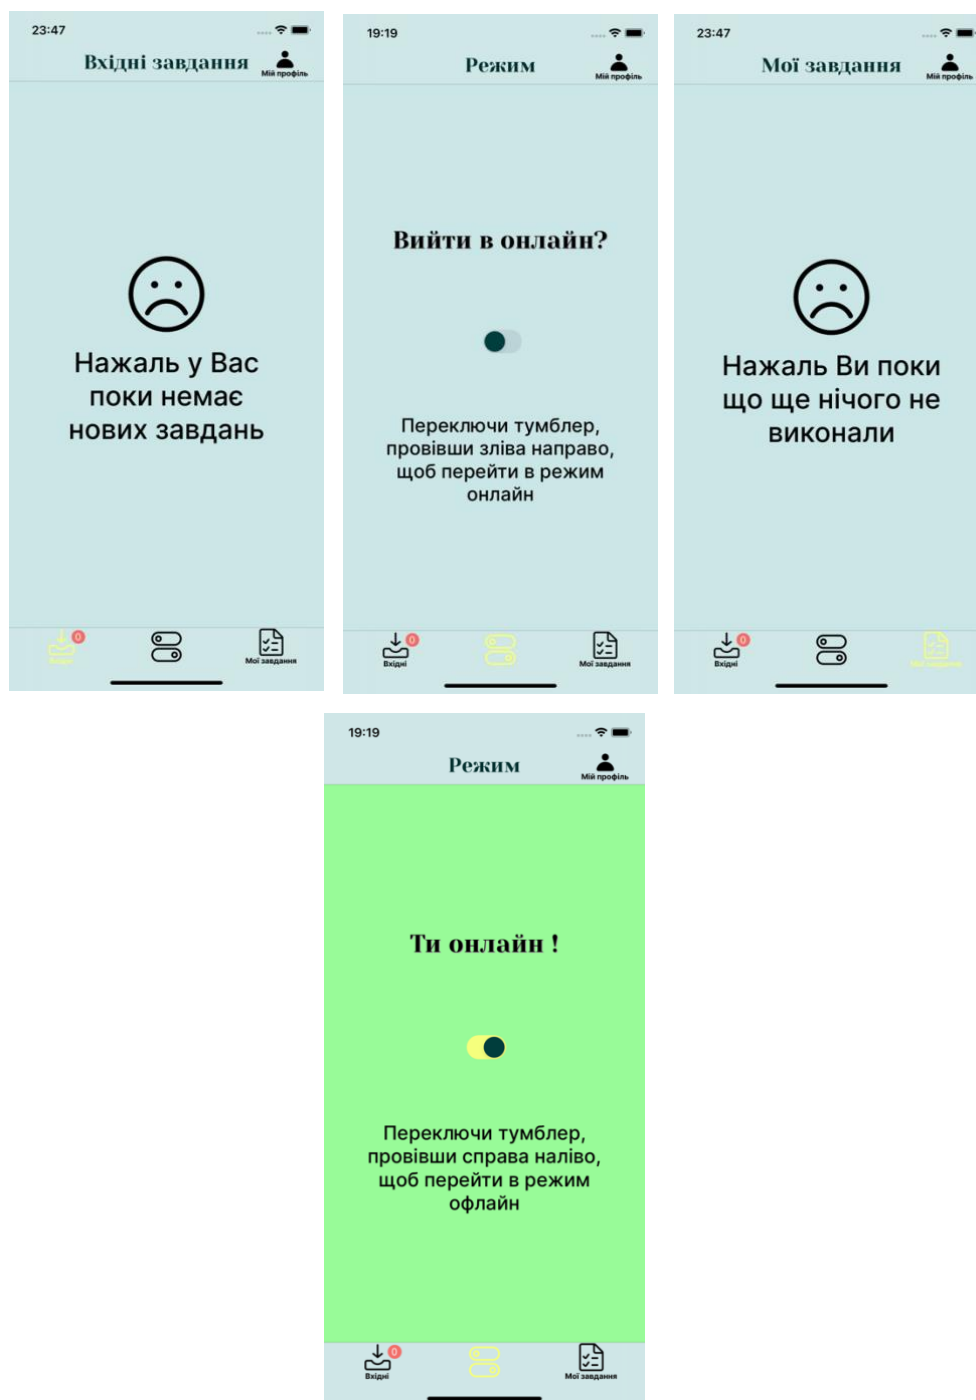 23:47
Вхідні завдання
Мій профіль
Нажаль у Вас
поки немає
нових завдань
0
Вхідні
Мої завдання
19:19
Режим
Мій профіль
Вийти в онлайн?
Переключи тумблер,
провівши зліва направо,
щоб перейти в режим
онлайн
0
Вхідні
Мої завдання
23:47
Мої завдання
Мій профіль
Нажаль Ви поки
що ще нічого не
виконали
0
Вхідні
Мої завдання
19:19
Режим
Мій профіль
Ти онлайн !
Переключи тумблер,
провівши справа наліво,
щоб перейти в режим
офлайн
0
Вхідні
Мої завдання